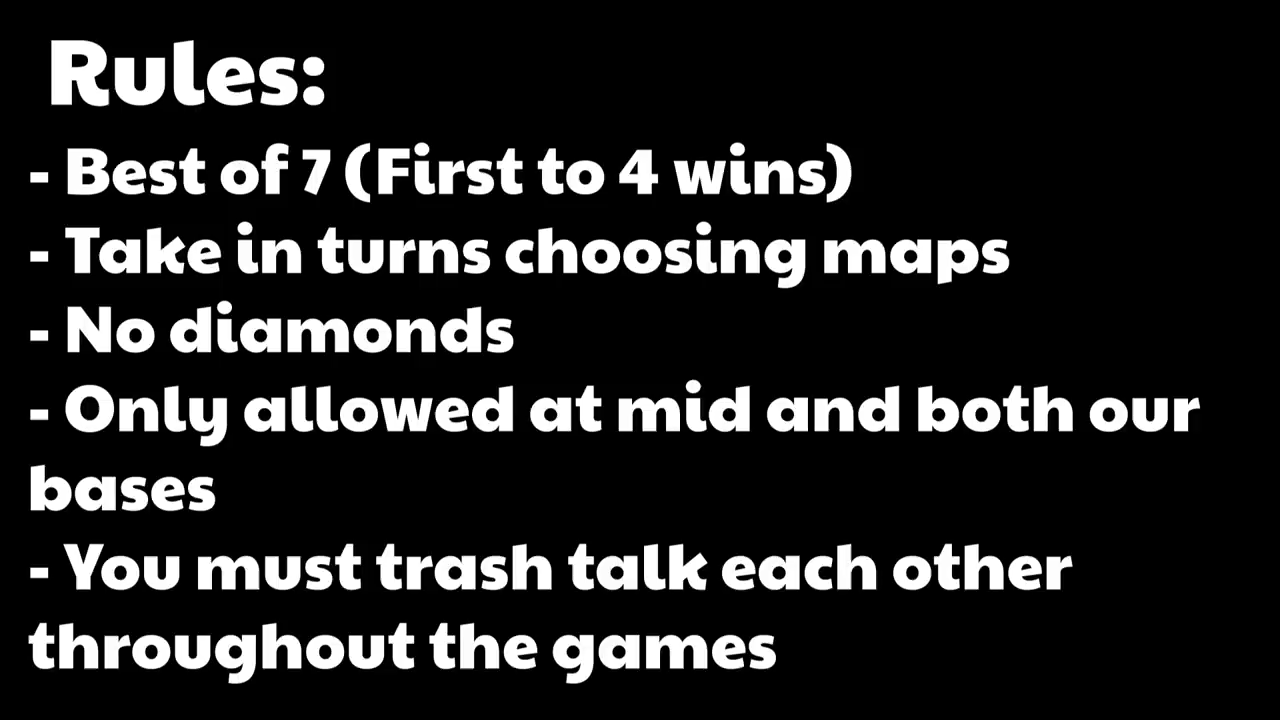 Rules:
- Best of 7 (First to 4 wins)
- Take in turns choosing maps
- No diamonds
- Only allowed at mid and both our
bases
- You must trash talk each other
throughout the games